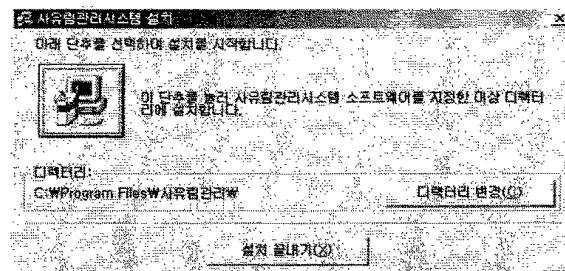 사유림관리시스템 설치
아래 단추를 선택하여 설치를 시작합니다.
이 단추를 눌러 사유림관리시스템 소프트웨어를 지정한 대상 디렉터
리에 설치합니다.
디렉터리:
C:₩Program Files₩사유림관리₩
디렉터리 변경(C)
설치 끝내기(X)